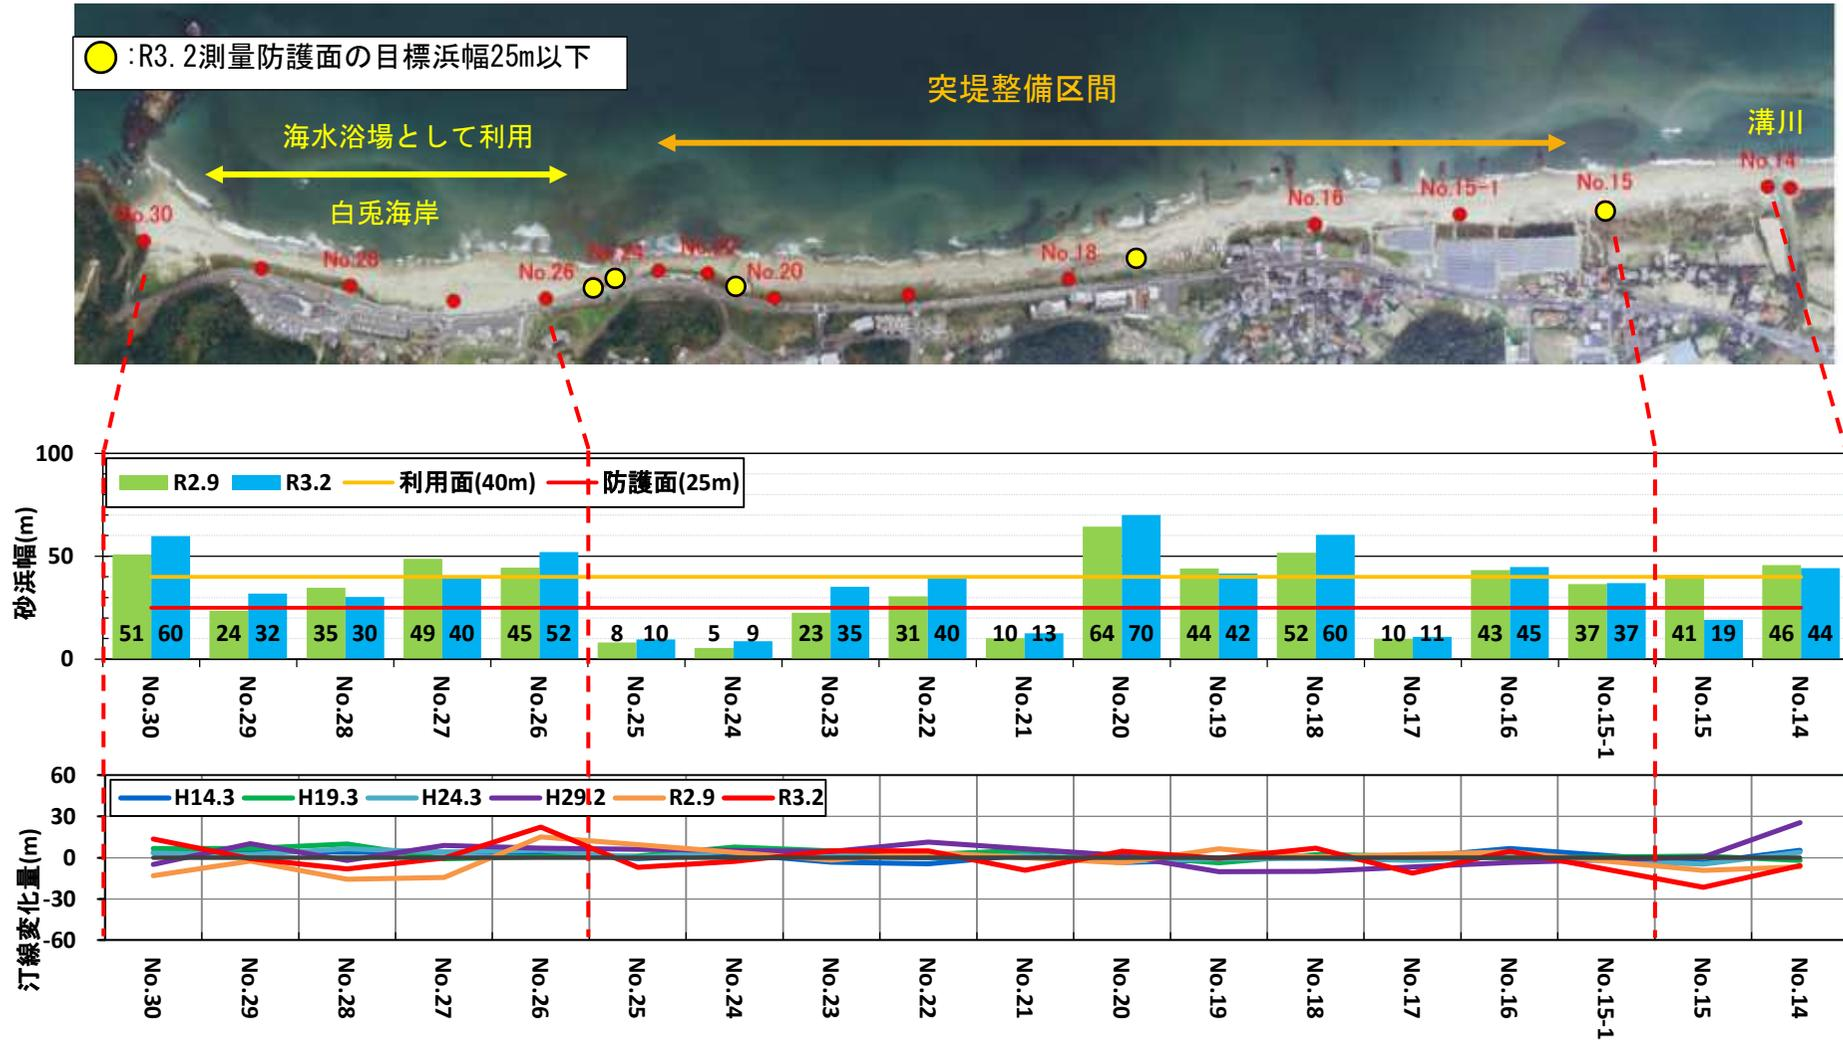 :R3.2測量防護面の目標浜幅25m以下
突堤整備区間
海水浴場として利用
白兎海岸
溝川
No.30
No.28
No.26
No.24
No.22
No.20
No.18
No.16
No.15-1
No.15
No.14
砂浜幅(m)
100
50
0
R2.9 R3.2 利用面(40m) 防護面(25m)
51 60 24 32 35 30 49 40 45 52 8 10 5 9 23 35 31 40 10 13 64 70 44 42 52 60 10 11 43 45 37 37 41 19 46 44
No.30 No.29 No.28 No.27 No.26 No.25 No.24 No.23 No.22 No.21 No.20 No.19 No.18 No.17 No.16 No.15-1 No.15 No.14
汀線変化量(m)
60
30
0
-30
-60
H14.3 H19.3 H24.3 H29.2 R2.9 R3.2
No.30 No.29 No.28 No.27 No.26 No.25 No.24 No.23 No.22 No.21 No.20 No.19 No.18 No.17 No.16 No.15-1 No.15 No.14